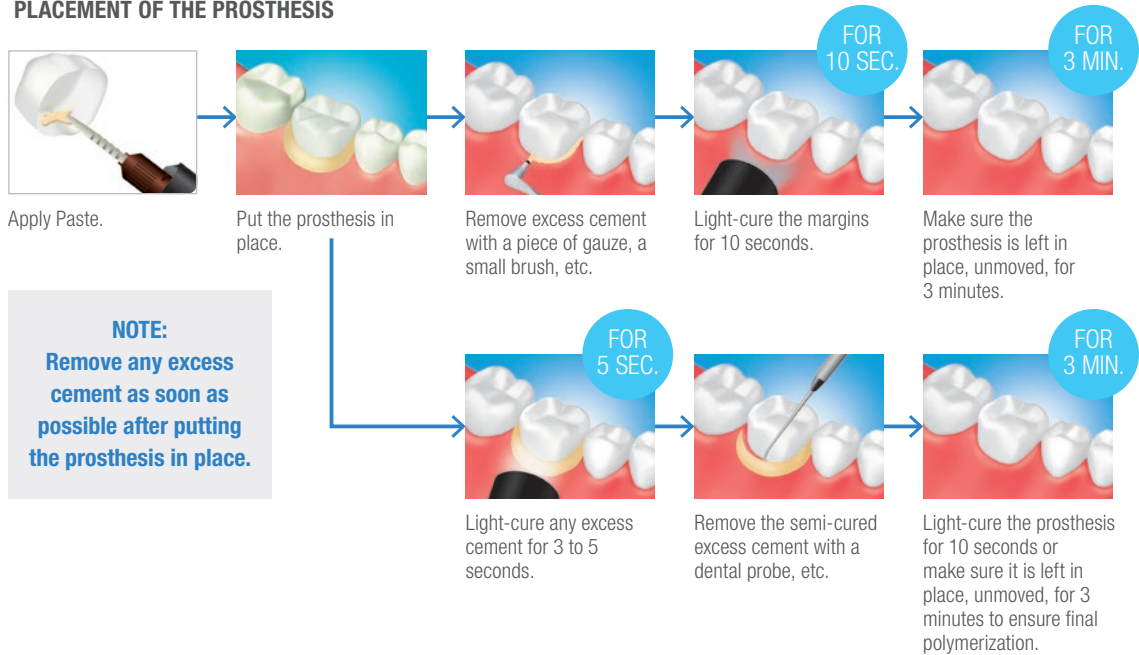 PLACEMENT OF THE PROSTHESIS
FOR
10 SEC.
FOR
3 MIN.
Apply Paste.
Put the prosthesis in
place.
Remove excess cement
with a piece of gauze, a
small brush, etc.
Light-cure the margins
for 10 seconds.
Make sure the
prosthesis is left in
place, unmoved, for
3 minutes.
NOTE:
Remove any excess
cement as soon as
possible after putting
the prosthesis in place.
FOR
5 SEC.
FOR
3 MIN.
Light-cure any excess
cement for 3 to 5
seconds.
Remove the semi-cured
excess cement with a
dental probe, etc.
Light-cure the prosthesis
for 10 seconds or
make sure it is left in
place, unmoved, for 3
minutes to ensure final
polymerization.